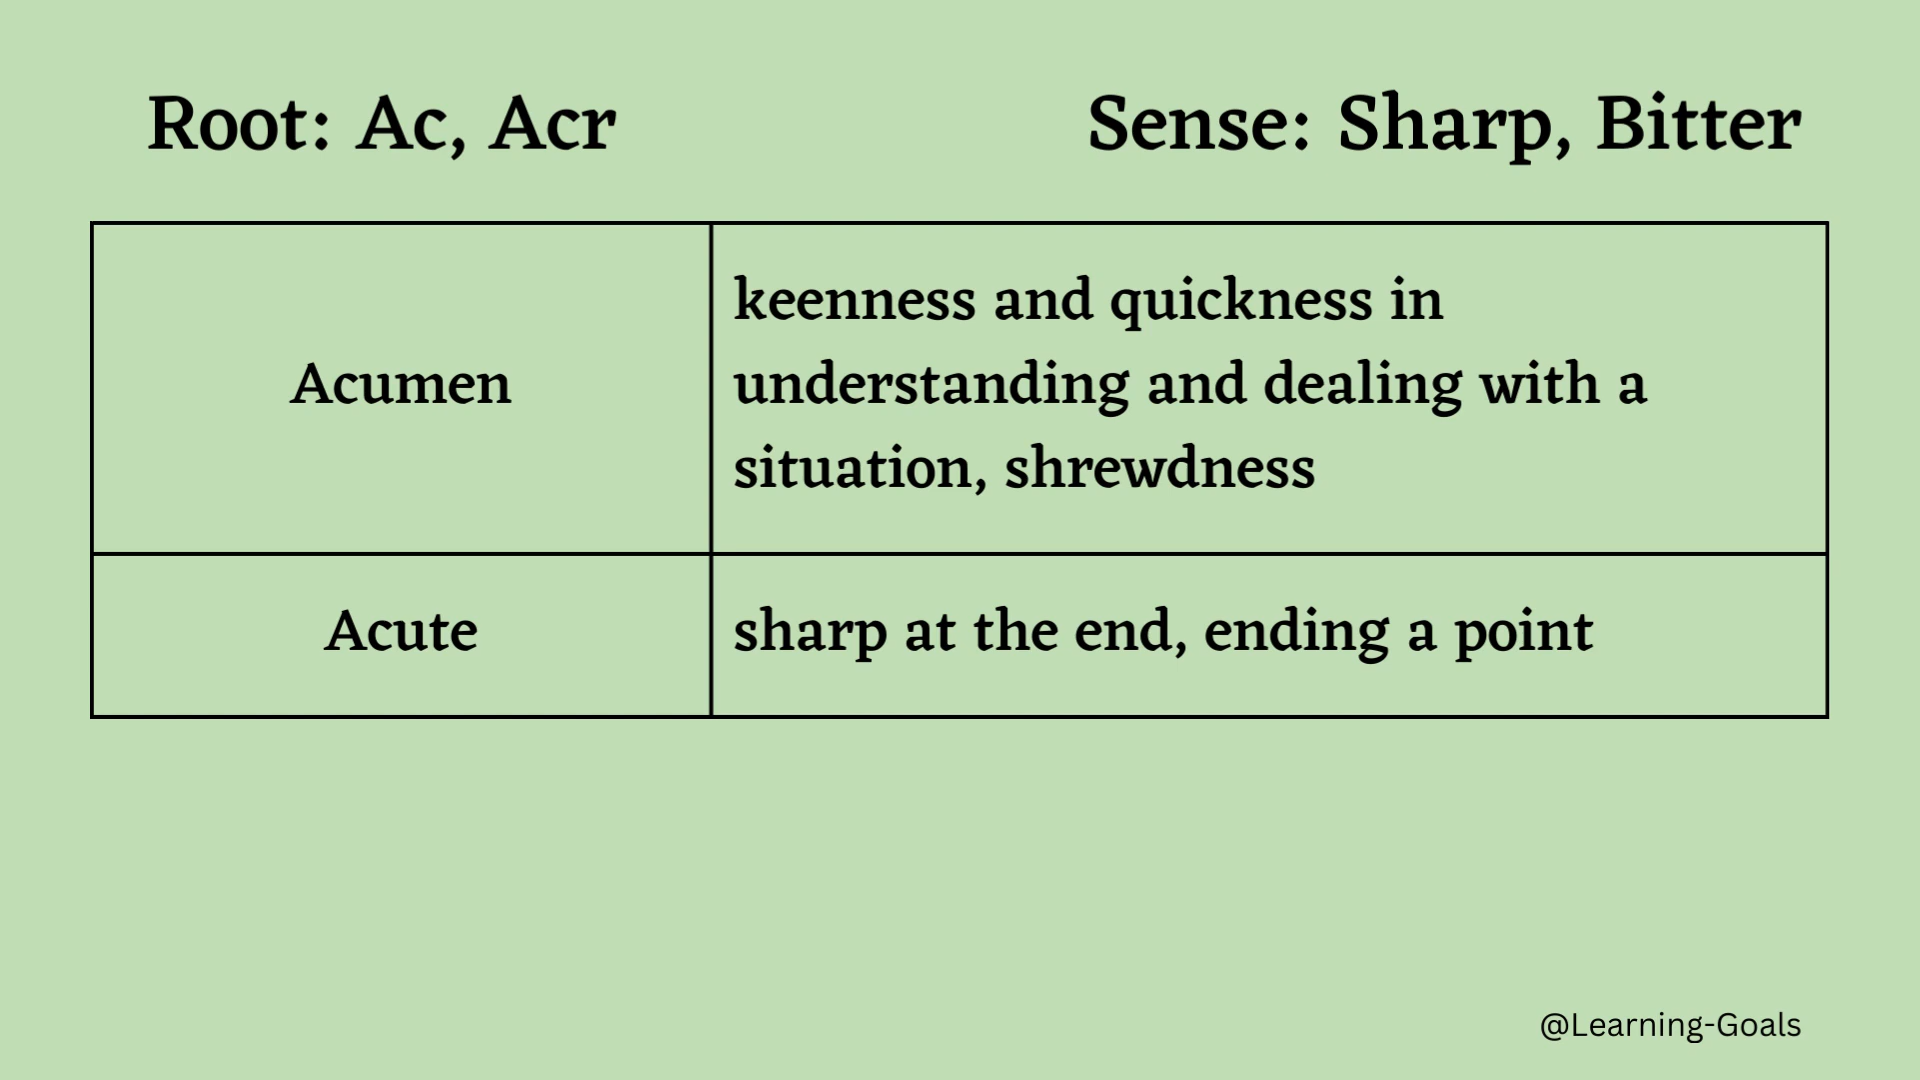 Root: Ac, Acr
Sense: Sharp, Bitter
Acumen
keenness and quickness in
understanding and dealing with a
situation, shrewdness
Acute
sharp at the end, ending a point
@Learning-Goals